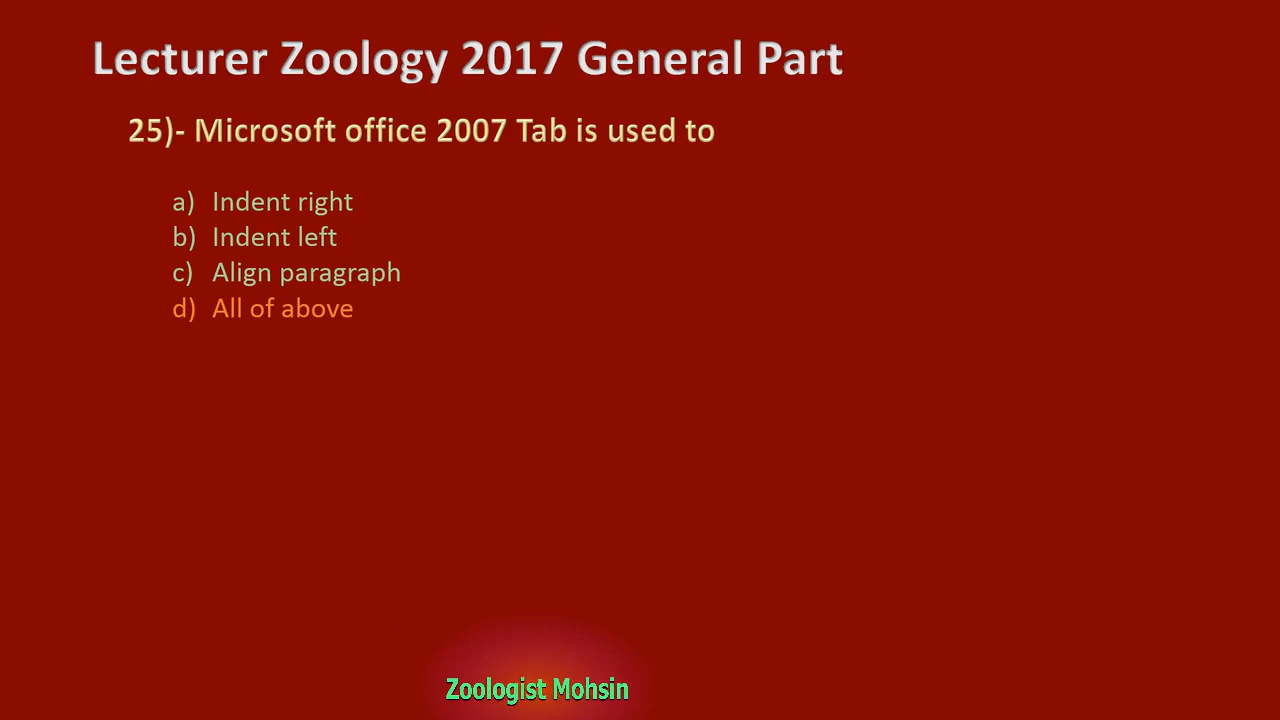 Lecturer Zoology 2017 General Part
25)- Microsoft office 2007 Tab is used to
a) Indent right
b) Indent left
c) Align paragraph
d) All of above
Zoologist Mohsin